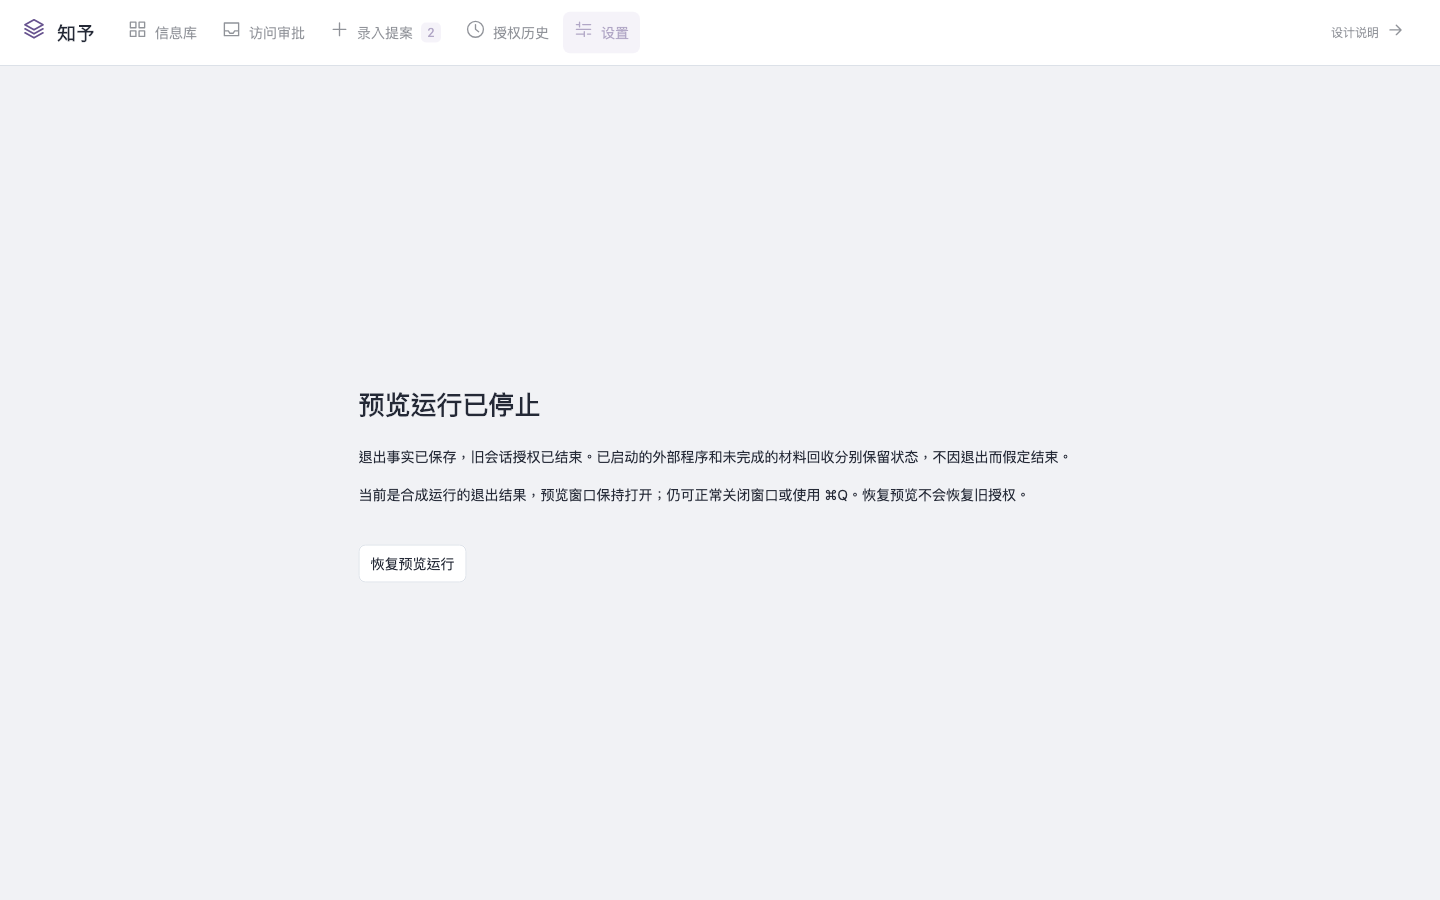 知予
信息库
访问审批
录入提案 2
授权历史
设置
设计说明
预览运行已停止
退出事实已保存，旧会话授权已结束。已启动的外部程序和未完成的材料回收分别保留状态，不因退出而假定结束。
当前是合成运行的退出结果，预览窗口保持打开；仍可正常关闭窗口或使用 ⌘Q。恢复预览不会恢复旧授权。
恢复预览运行